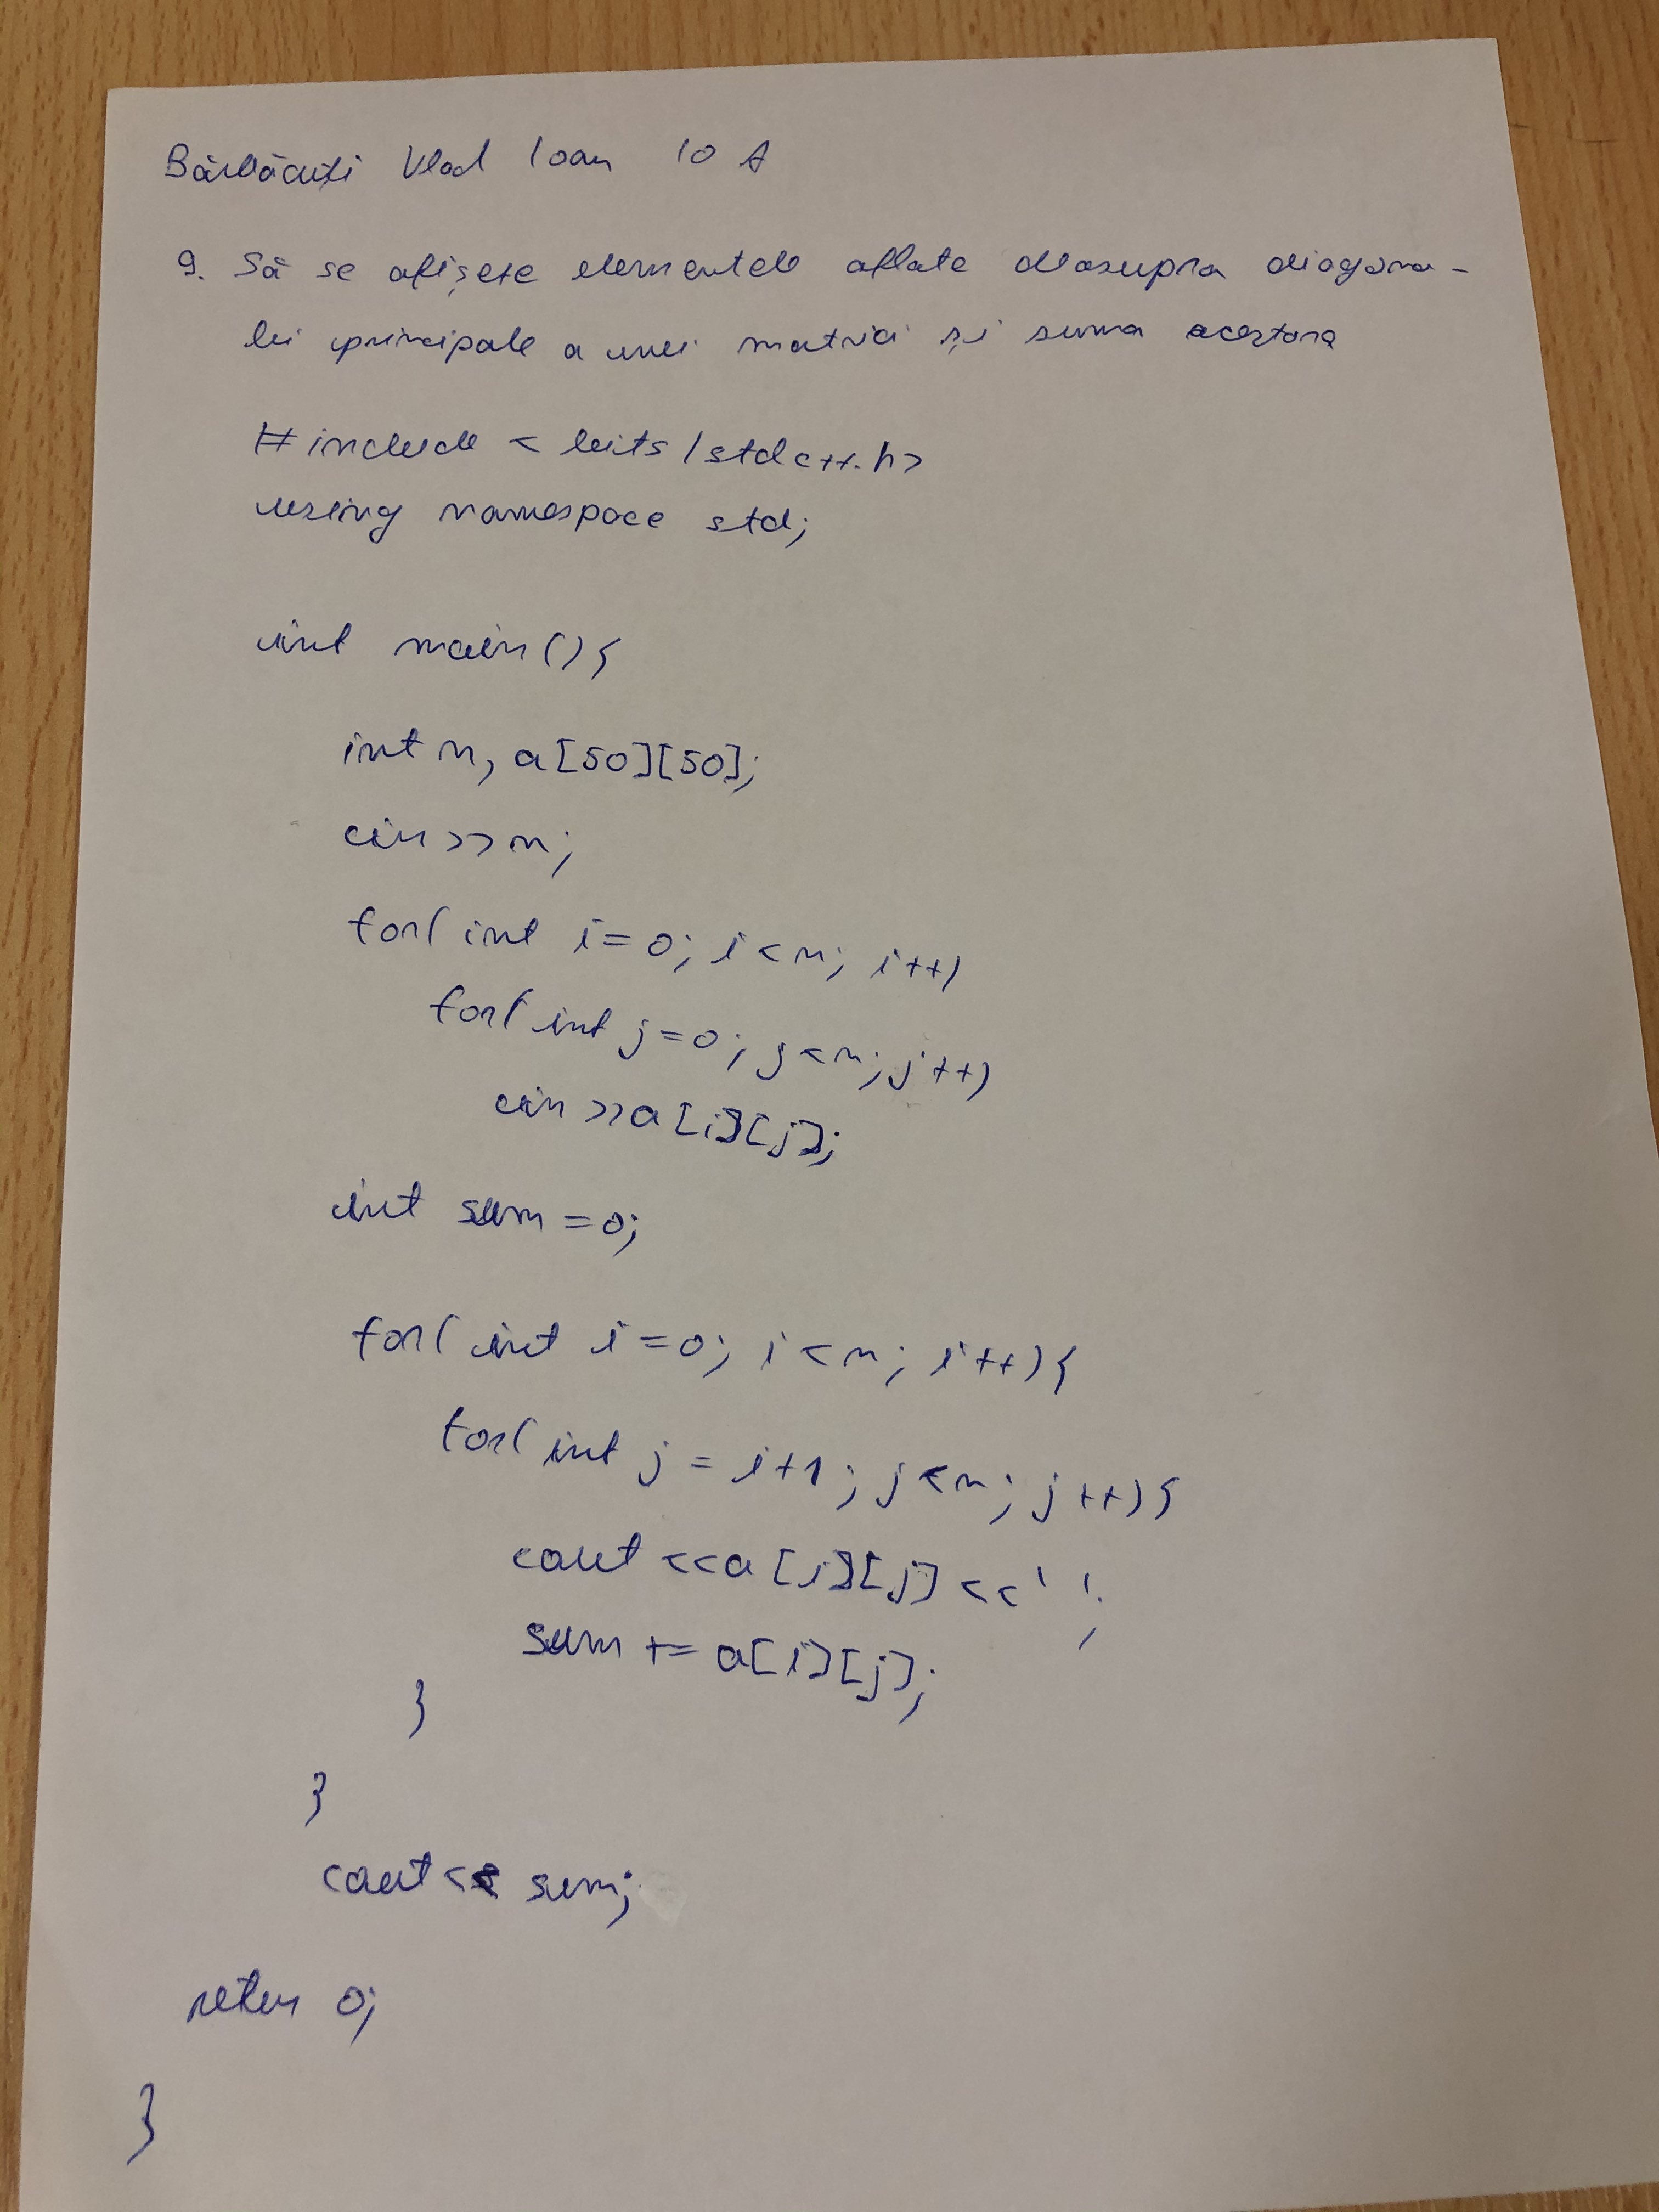 Bărbăcuți Vlad Ioan 10 A
9. Să se afișeze elementele aflate deasupra diagona-
lei principale a unei matrici și suma acestora
#include <bits/stdc++.h>
using namespace std;
int main(){
int n, a[50][50];
cin>>n;
for(int i=0; i<n; i++)
for(int j=0; j<n; j++)
cin>>a[i][j];
int sum=0;
for(int i=0; i<n; i++){
for(int j=i+1; j<n; j++){
cout<<a[i][j]<<' ';
sum += a[i][j];
}
}
cout<< sum;
return 0;
}